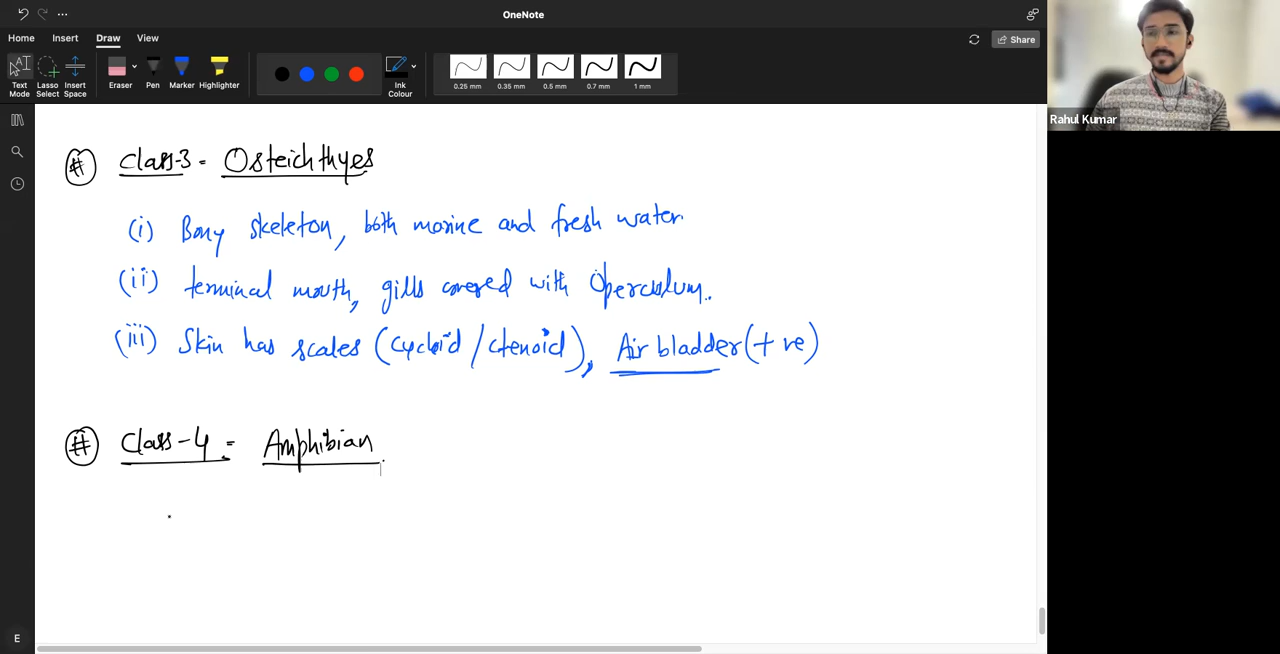 OneNote
Home Insert Draw View
Share
Text Mode Lasso Select Insert Space Eraser Pen Marker Highlighter Ink Colour 0.25 mm 0.35 mm 0.5 mm 0.7 mm 1 mm
Rahul Kumar
# Class-3 = Osteichthyes
(i) Bony skeleton, both marine and fresh water.
(ii) terminal mouth, gills covered with Operculum.
(iii) Skin has scales (cycloid/ctenoid), Air bladder (+ve)
# Class-4 = Amphibian
E